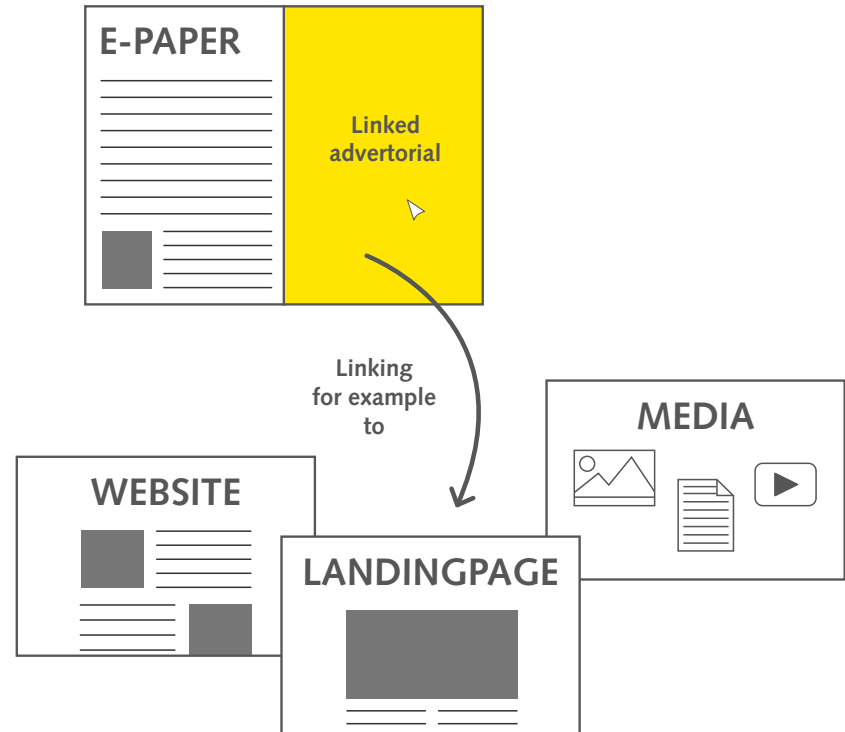 E-PAPER
Linked
advertorial
Linking
for example
to
MEDIA
WEBSITE
LANDINGPAGE